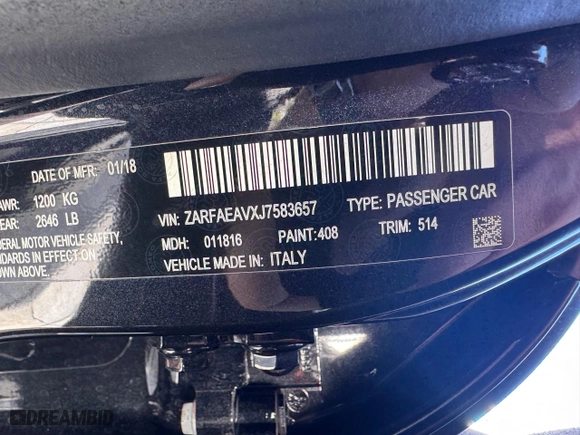 DATE OF MFR: 01/18
AWR: 1200 KG
EAR: 2646 LB
VIN: ZARFAEAVXJ7583657 TYPE: PASSENGER CAR
MDH: 011816 PAINT:408 TRIM: 514
VEHICLE MADE IN: ITALY
DERAL MOTOR VEHICLE SAFETY,
STANDARDS IN EFFECT ON
OWN ABOVE.
DREAMBID